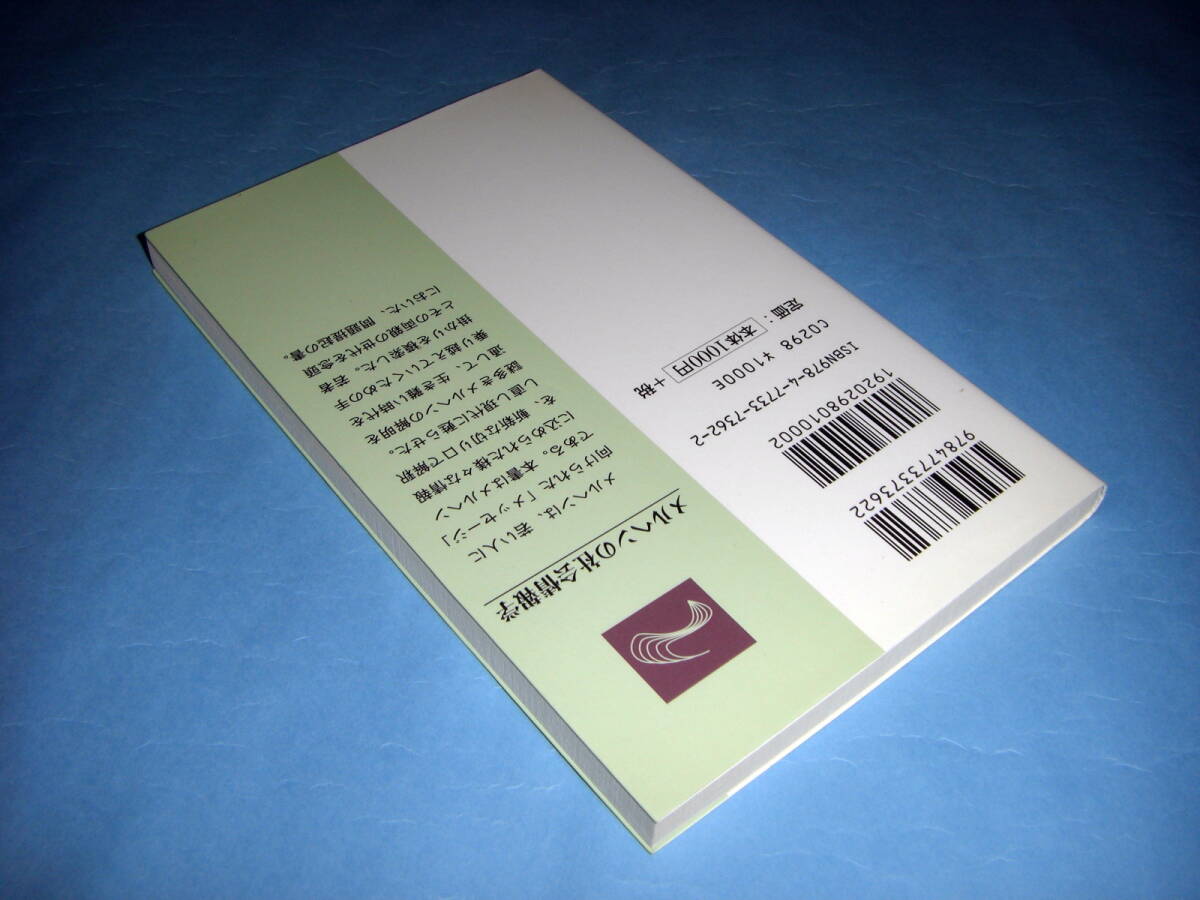 9784773373622
1920298010002
ISBN978-4-7733-7362-2
C0298 ¥1000E
定価:本体1000円+税
メルヘンの社会情報学
メルヘンは、若い人に
向けられた「メッセージ」
である。本書はメルヘン
に込められた様々な情報
を、斬新な切り口で解釈
し直し現代に甦らせた。
謎多きメルヘンの解明を
通して、生き難い時代を
乗り越えていくための手
掛かりを模索した。若者
とその両親の世代を念頭
においた、問題提起の書。